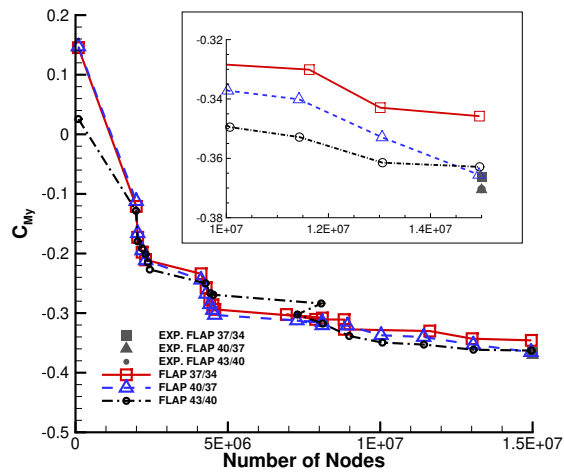 0.2
0.1
0
-0.1
-0.2
-0.3
-0.4
-0.5
C_My
-0.32
-0.34
-0.36
-0.38
1E+07
1.2E+07
1.4E+07
EXP. FLAP 37/34
EXP. FLAP 40/37
EXP. FLAP 43/40
FLAP 37/34
FLAP 40/37
FLAP 43/40
0 5E+06 1E+07 1.5E+07
Number of Nodes